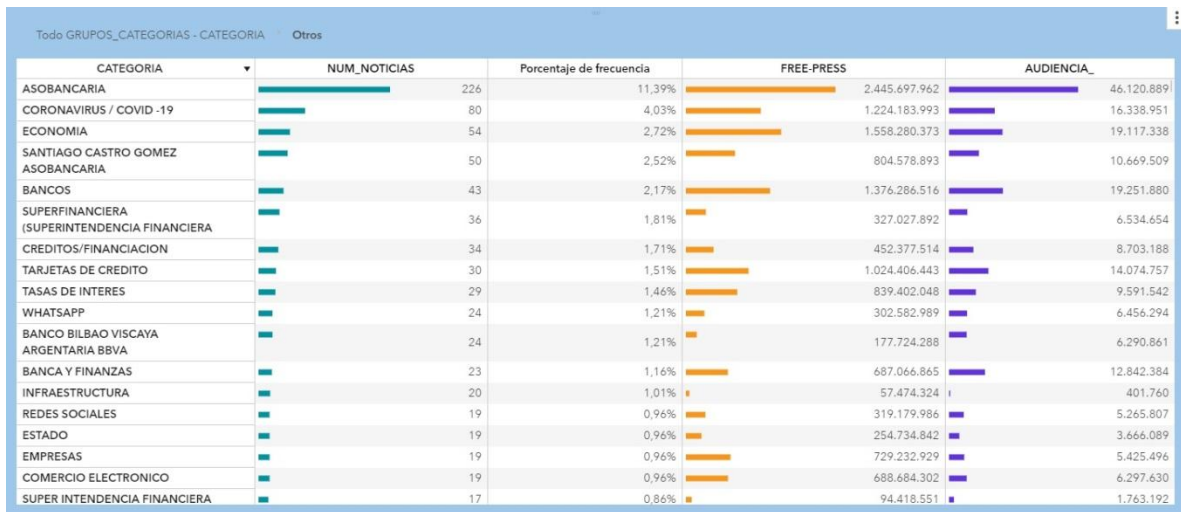 Todo GRUPOS_CATEGORIAS - CATEGORIA Otros
CATEGORIA NUM_NOTICIAS Porcentaje de frecuencia FREE-PRESS AUDIENCIA_
ASOBANCARIA 226 11,39% 2.445.697.962 46.120.889
CORONAVIRUS / COVID -19 80 4,03% 1.224.183.993 16.338.951
ECONOMIA 54 2,72% 1.558.280.373 19.117.338
SANTIAGO CASTRO GOMEZ
ASOBANCARIA 50 2,52% 804.578.893 10.669.509
BANCOS 43 2,17% 1.376.286.516 19.251.880
SUPERFINANCIERA
(SUPERINTENDENCIA FINANCIERA 36 1,81% 327.027.892 6.534.654
CREDITOS/FINANCIACION 34 1,71% 452.377.514 8.703.188
TARJETAS DE CREDITO 30 1,51% 1.024.406.443 14.074.757
TASAS DE INTERES 29 1,46% 839.402.048 9.591.542
WHATSAPP 24 1,21% 302.582.989 6.456.294
BANCO BILBAO VISCAYA
ARGENTARIA BBVA 24 1,21% 177.724.288 6.290.861
BANCA Y FINANZAS 23 1,16% 687.066.865 12.842.384
INFRAESTRUCTURA 20 1,01% 57.474.324 401.760
REDES SOCIALES 19 0,96% 319.179.986 5.265.807
ESTADO 19 0,96% 254.734.842 3.666.089
EMPRESAS 19 0,96% 729.232.929 5.425.496
COMERCIO ELECTRONICO 19 0,96% 688.684.302 6.297.630
SUPER INTENDENCIA FINANCIERA 17 0,86% 94.418.551 1.763.192